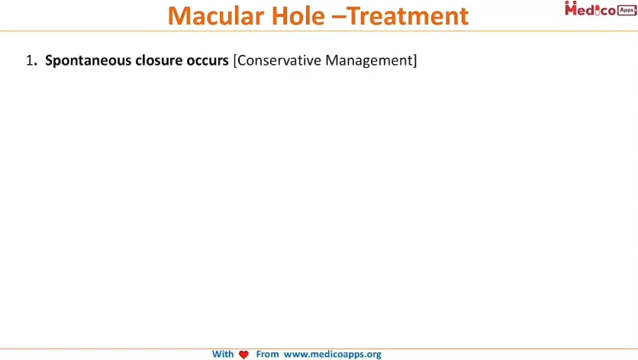 Macular Hole –Treatment
Medico Apps
1. Spontaneous closure occurs [Conservative Management]
With From www.medicoapps.org